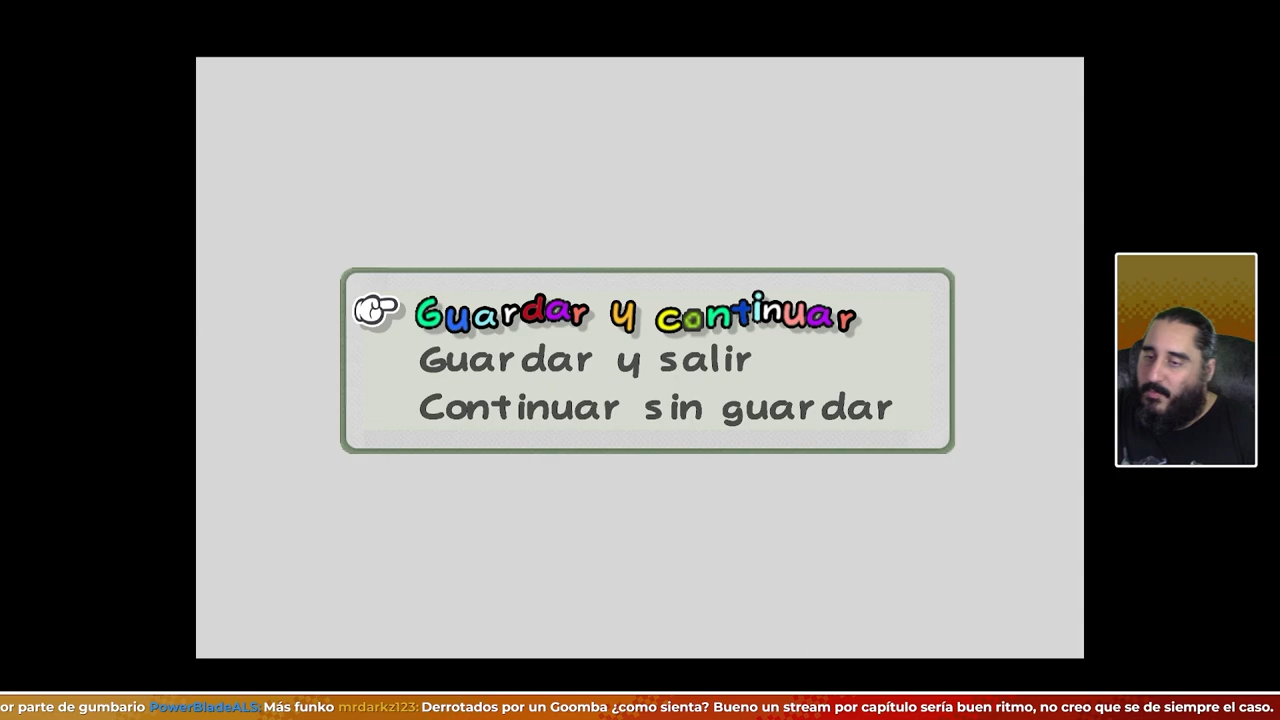 Guardar y continuar
Guardar y salir
Continuar sin guardar
or parte de gumbario PowerBladeALS: Más funko mrdarkz123: Derrotados por un Goomba ¿como sienta? Bueno un stream por capítulo sería buen ritmo, no creo que se de siempre el caso.